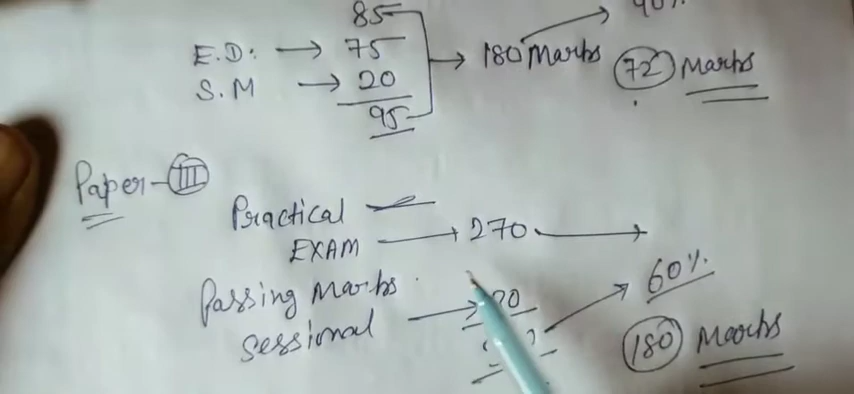 85
E.D: → 75
S.M → 20
95
→ 180 Marks
72 Marks
Paper-III
Practical
EXAM → 270 →
Passing Marks
Sessional →
60%
180 Marks